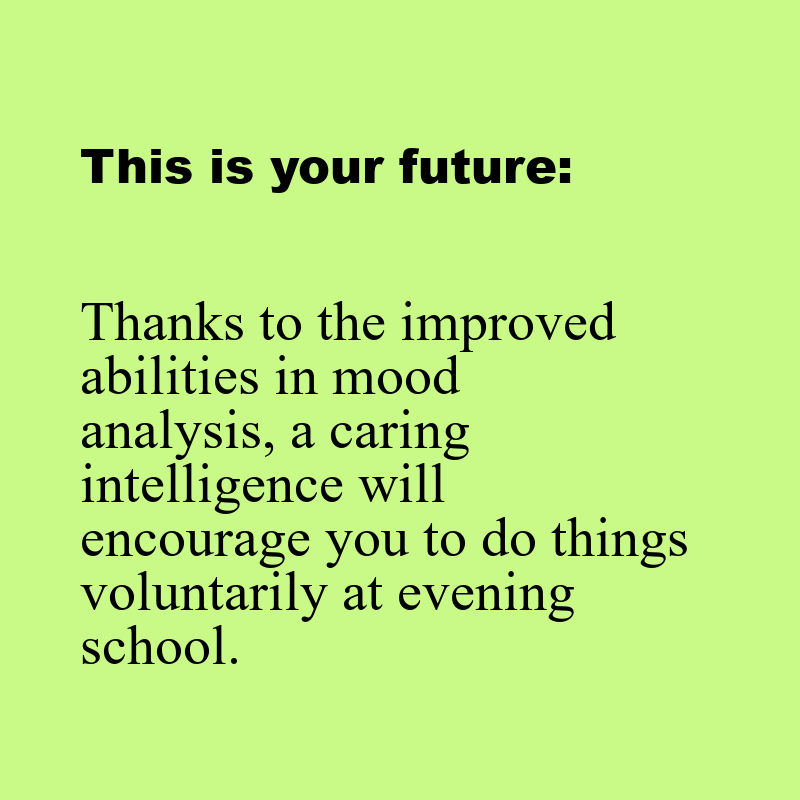 This is your future:
Thanks to the improved
abilities in mood
analysis, a caring
intelligence will
encourage you to do things
voluntarily at evening
school.